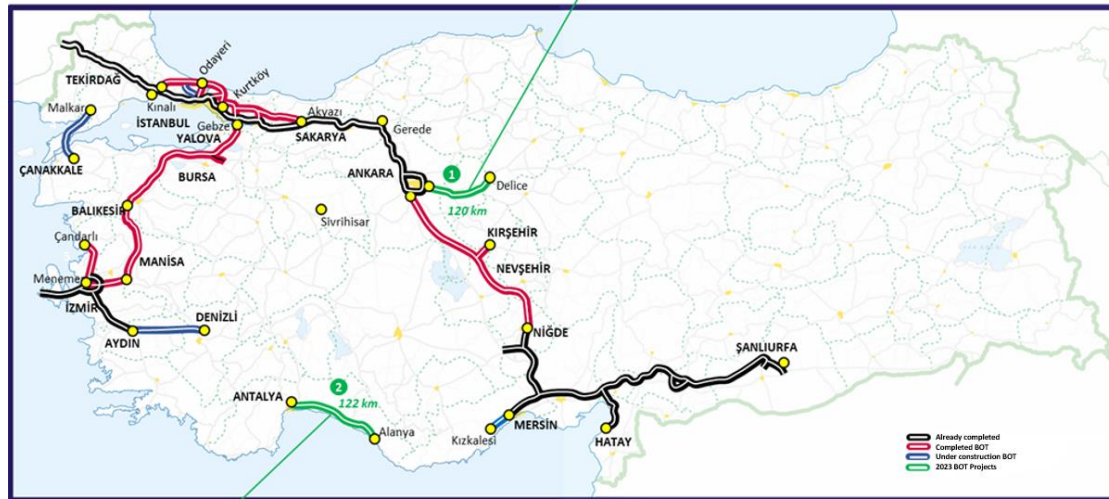 Odayeri
TEKİRDAĞ
Kurtköy
Malkar
Kınalı
Akyazı
İSTANBUL
Gebze
Gerede
YALOVA
SAKARYA
ÇANAKKALE
BURSA
ANKARA
1
Delice
120 km
BALIKESİR
Sivrihisar
Çandarlı
KIRŞEHİR
MANİSA
NEVŞEHİR
Meneme
İZMİR
DENİZLİ
NİĞDE
AYDIN
ŞANLIURFA
2
ANTALYA
122 km
Alanya
Kızkalesi
MERSİN
HATAY
Already completed
Completed BOT
Under construction BOT
2023 BOT Projects